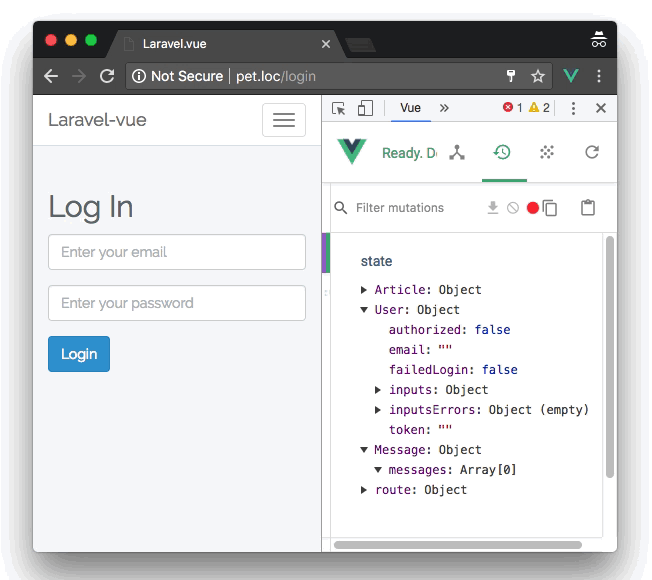 Laravel.vue
Not Secure | pet.loc/login
Laravel-vue
Log In
Enter your email
Enter your password
Login
Vue » 1 2
Ready. De
Filter mutations
state
Article: Object
User: Object
authorized: false
email: ""
failedLogin: false
inputs: Object
inputsErrors: Object (empty)
token: ""
Message: Object
messages: Array[0]
route: Object